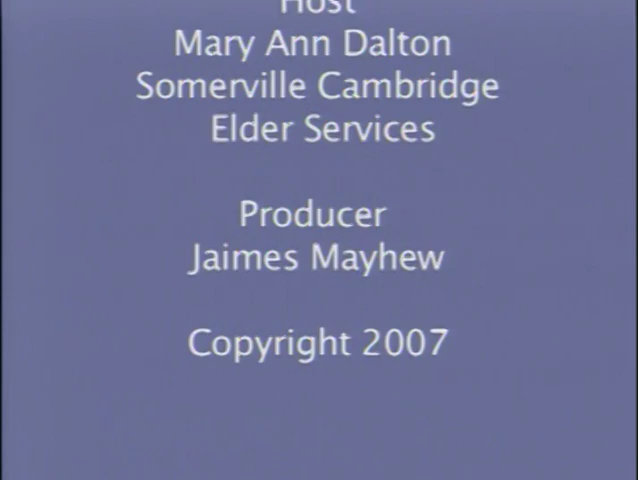 Host
Mary Ann Dalton
Somerville Cambridge
Elder Services
Producer
Jaimes Mayhew
Copyright 2007